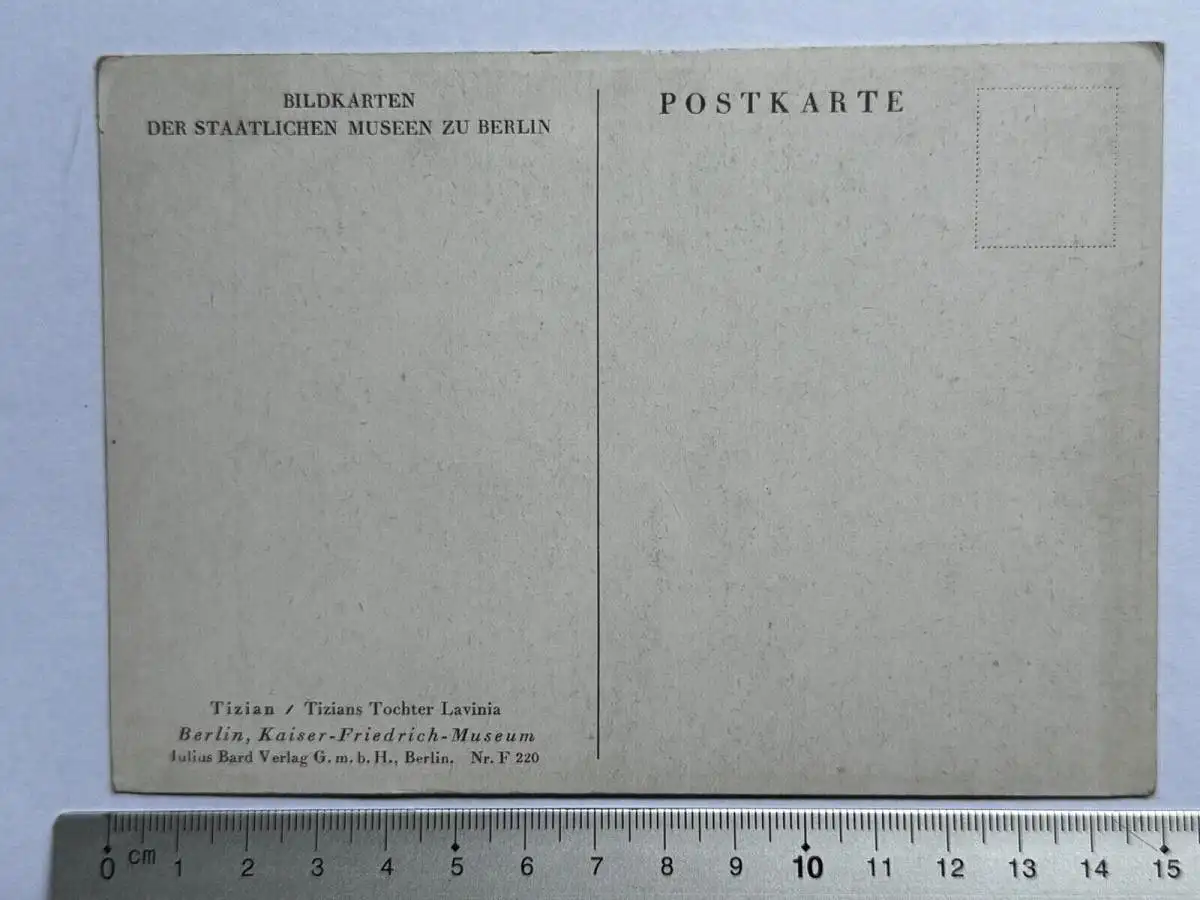 BILDKARTEN
DER STAATLICHEN MUSEEN ZU BERLIN
POSTKARTE
Tizian / Tizians Tochter Lavinia
Berlin, Kaiser-Friedrich-Museum
Julius Bard Verlag G. m. b. H., Berlin. Nr. F 220
0 cm 1 2 3 4 5 6 7 8 9 10 11 12 13 14 15